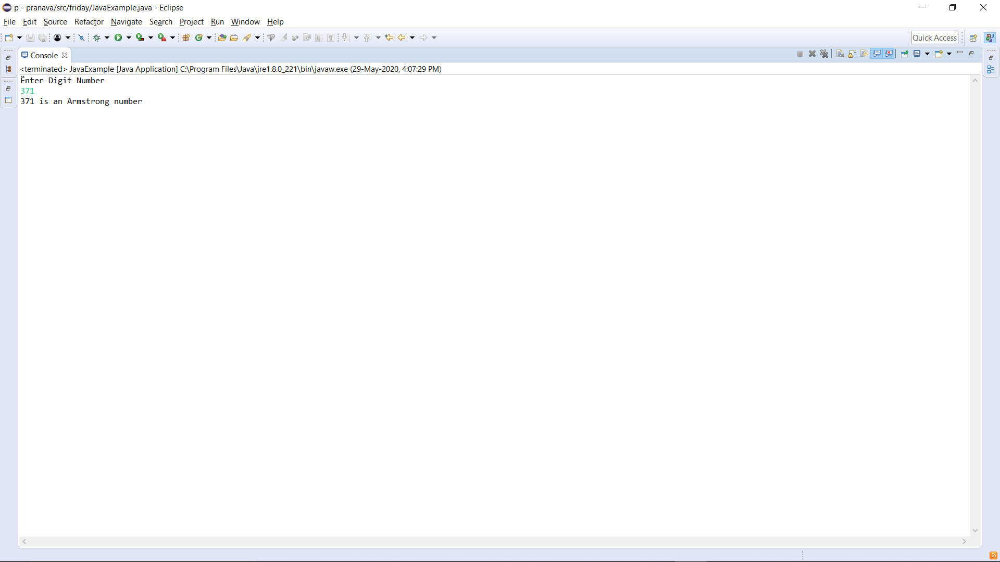 p - pranava/src/friday/JavaExample.java - Eclipse
File Edit Source Refactor Navigate Search Project Run Window Help
Quick Access
Console
<terminated> JavaExample [Java Application] C:\Program Files\Java\jre1.8.0_221\bin\javaw.exe (29-May-2020, 4:07:29 PM)
Enter Digit Number
371
371 is an Armstrong number